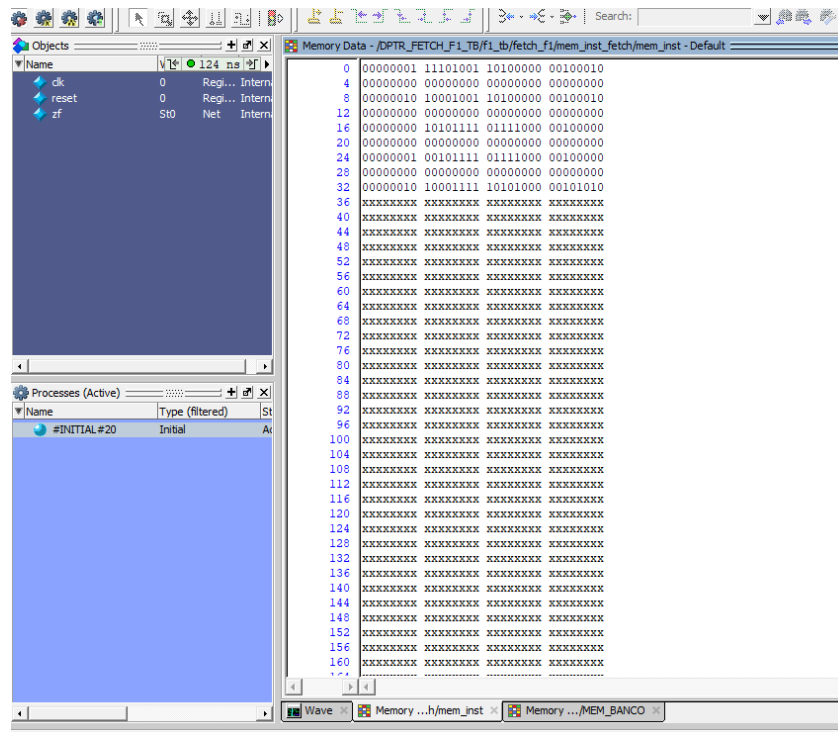 Search:
Objects
Name
124 ns
clk 0 Regi... Intern
reset 0 Regi... Intern
zf St0 Net Intern
Processes (Active)
Name Type (filtered) St
#INITIAL#20 Initial
Memory Data - /DPTR_FETCH_F1_TB/f1_tb/fetch_f1/mem_inst_fetch/mem_inst - Default
0 00000001 11101001 10100000 00100010
4 00000000 00000000 00000000 00000000
8 00000010 10001001 10100000 00100010
12 00000000 00000000 00000000 00000000
16 00000010 10101111 01111000 00100000
20 00000000 00000000 00000000 00000000
24 00000001 00101111 01111000 00100000
28 00000000 00000000 00000000 00000000
32 00000010 10001111 10101000 00101010
36 xxxxxxxx xxxxxxxx xxxxxxxx xxxxxxxx
40 xxxxxxxx xxxxxxxx xxxxxxxx xxxxxxxx
44 xxxxxxxx xxxxxxxx xxxxxxxx xxxxxxxx
48 xxxxxxxx xxxxxxxx xxxxxxxx xxxxxxxx
52 xxxxxxxx xxxxxxxx xxxxxxxx xxxxxxxx
56 xxxxxxxx xxxxxxxx xxxxxxxx xxxxxxxx
60 xxxxxxxx xxxxxxxx xxxxxxxx xxxxxxxx
64 xxxxxxxx xxxxxxxx xxxxxxxx xxxxxxxx
68 xxxxxxxx xxxxxxxx xxxxxxxx xxxxxxxx
72 xxxxxxxx xxxxxxxx xxxxxxxx xxxxxxxx
76 xxxxxxxx xxxxxxxx xxxxxxxx xxxxxxxx
80 xxxxxxxx xxxxxxxx xxxxxxxx xxxxxxxx
84 xxxxxxxx xxxxxxxx xxxxxxxx xxxxxxxx
88 xxxxxxxx xxxxxxxx xxxxxxxx xxxxxxxx
92 xxxxxxxx xxxxxxxx xxxxxxxx xxxxxxxx
96 xxxxxxxx xxxxxxxx xxxxxxxx xxxxxxxx
100 xxxxxxxx xxxxxxxx xxxxxxxx xxxxxxxx
104 xxxxxxxx xxxxxxxx xxxxxxxx xxxxxxxx
108 xxxxxxxx xxxxxxxx xxxxxxxx xxxxxxxx
112 xxxxxxxx xxxxxxxx xxxxxxxx xxxxxxxx
116 xxxxxxxx xxxxxxxx xxxxxxxx xxxxxxxx
120 xxxxxxxx xxxxxxxx xxxxxxxx xxxxxxxx
124 xxxxxxxx xxxxxxxx xxxxxxxx xxxxxxxx
128 xxxxxxxx xxxxxxxx xxxxxxxx xxxxxxxx
132 xxxxxxxx xxxxxxxx xxxxxxxx xxxxxxxx
136 xxxxxxxx xxxxxxxx xxxxxxxx xxxxxxxx
140 xxxxxxxx xxxxxxxx xxxxxxxx xxxxxxxx
144 xxxxxxxx xxxxxxxx xxxxxxxx xxxxxxxx
148 xxxxxxxx xxxxxxxx xxxxxxxx xxxxxxxx
152 xxxxxxxx xxxxxxxx xxxxxxxx xxxxxxxx
156 xxxxxxxx xxxxxxxx xxxxxxxx xxxxxxxx
160 xxxxxxxx xxxxxxxx xxxxxxxx xxxxxxxx
Wave Memory ...h/mem_inst Memory .../MEM_BANCO